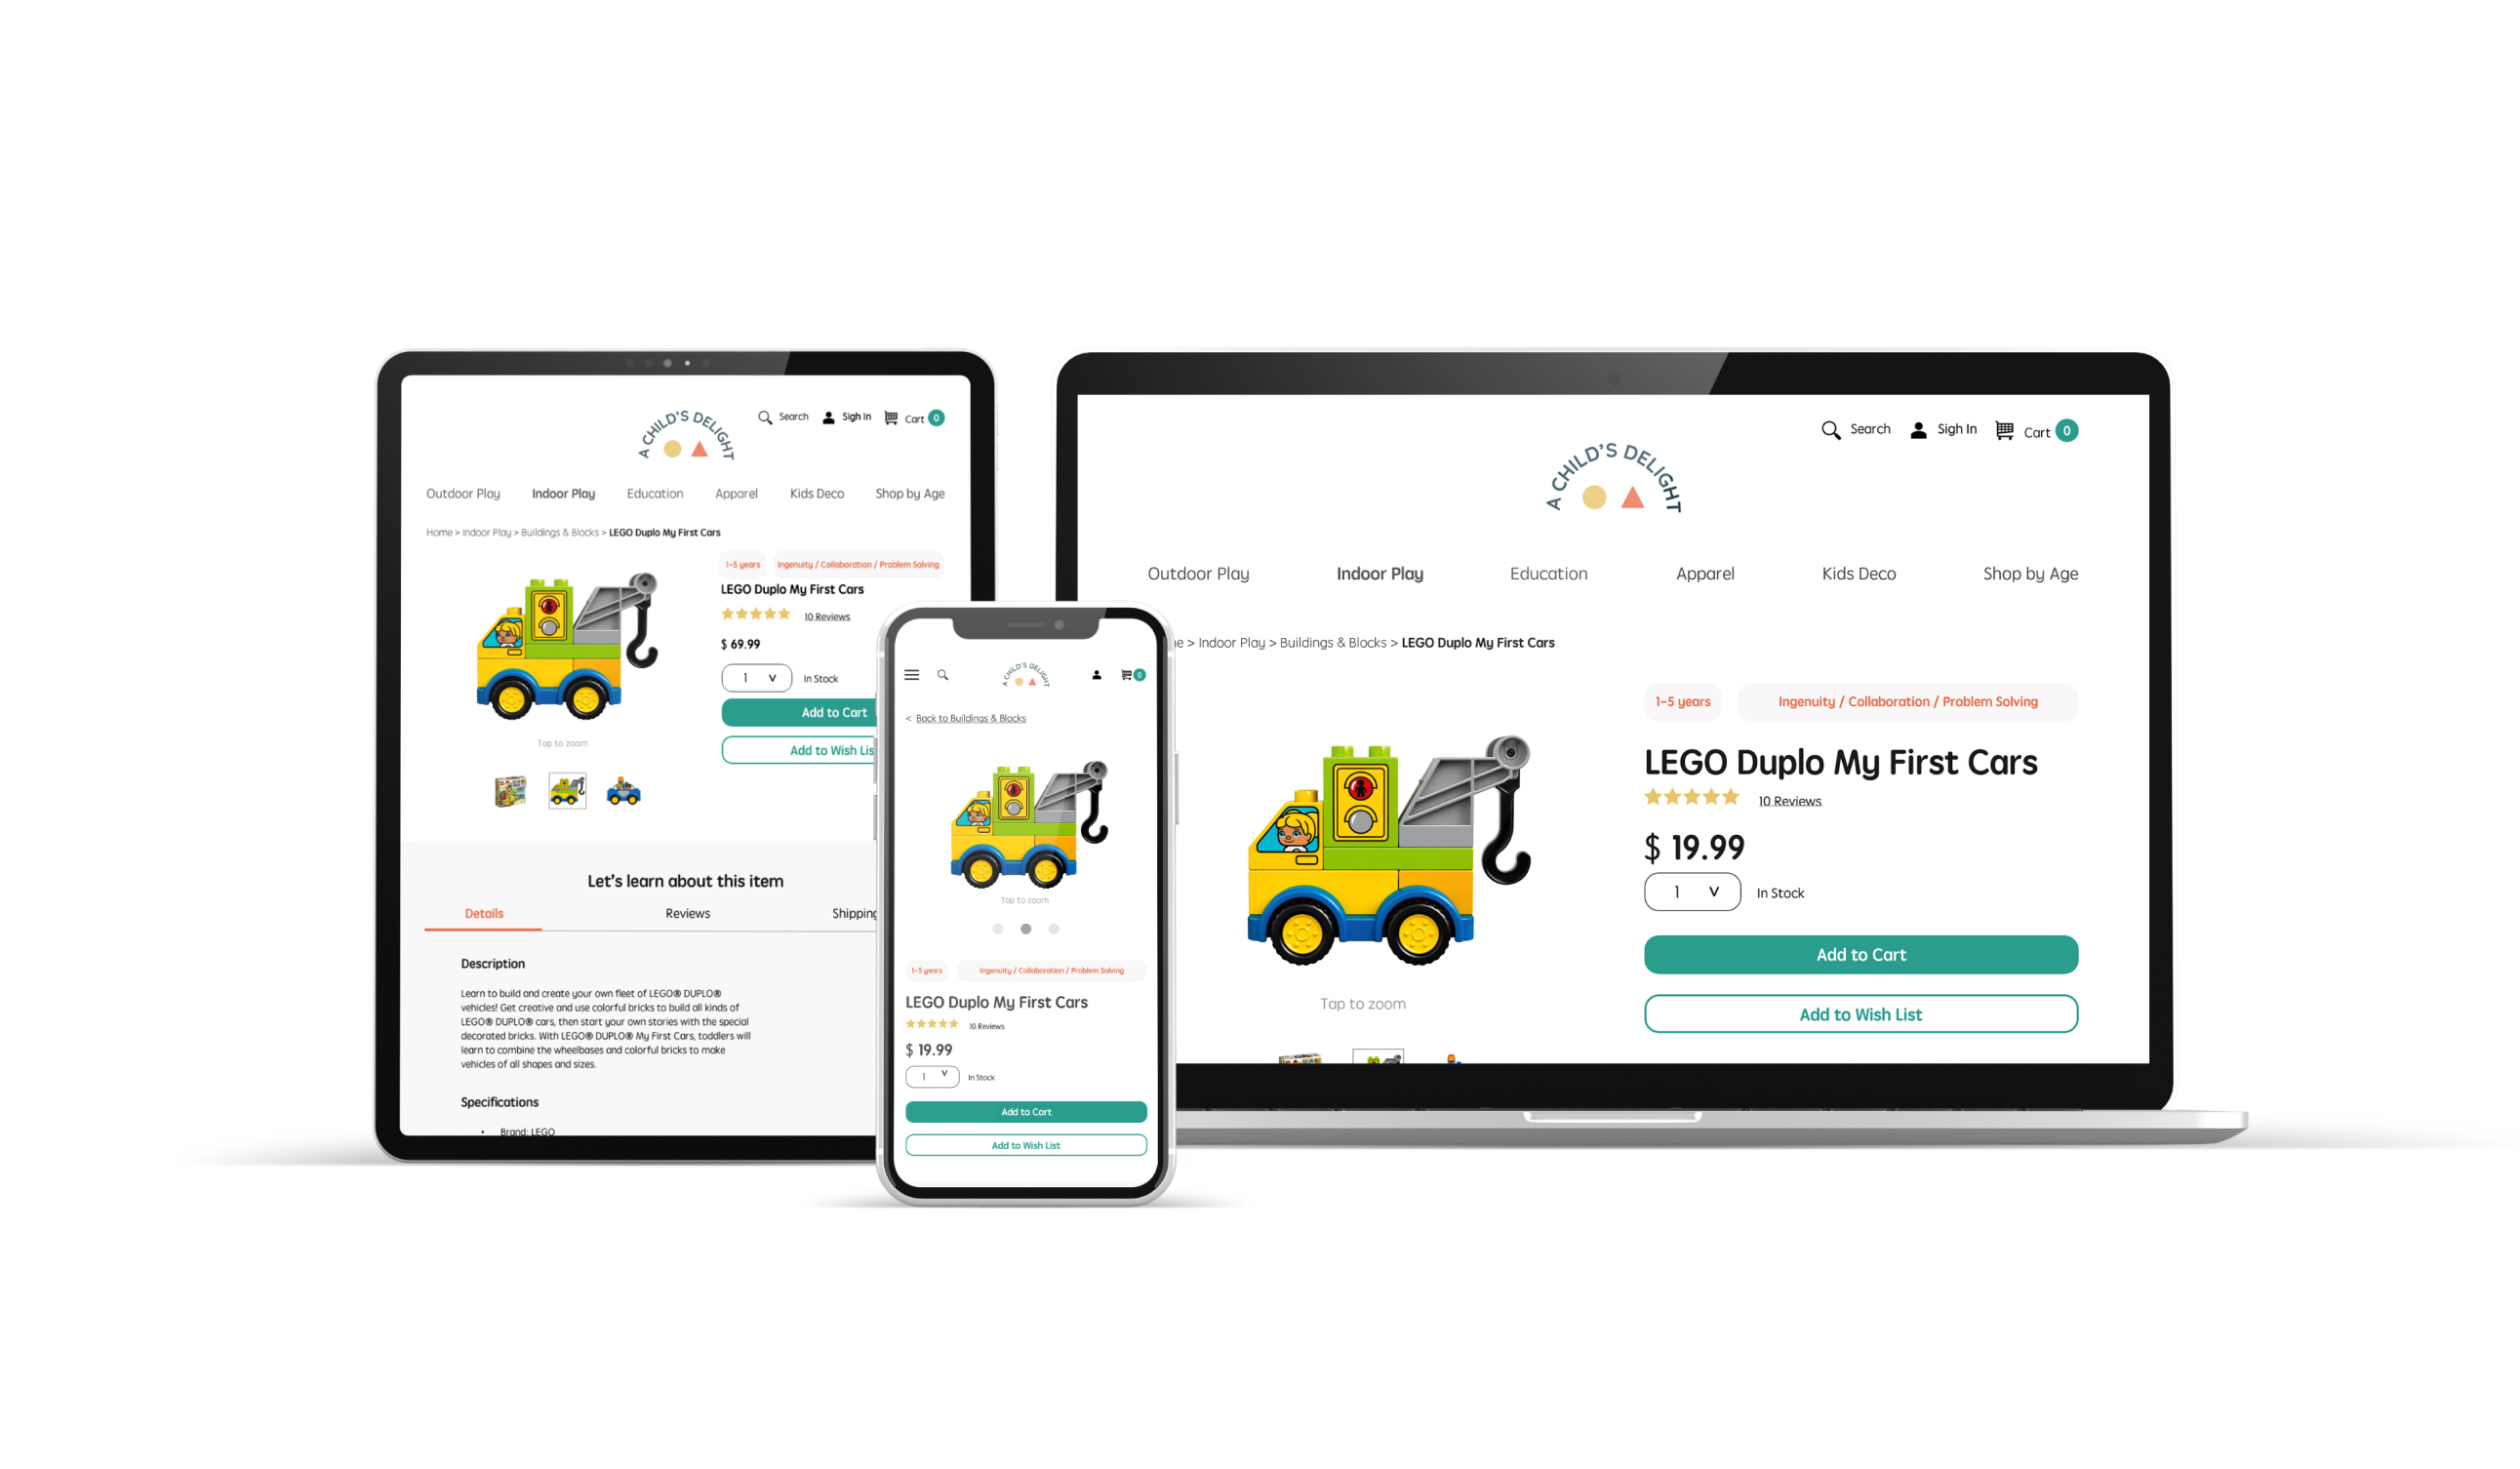 A CHILD'S DELIGHT
Search Sigh In Cart 0
Outdoor Play Indoor Play Education Apparel Kids Deco Shop by Age
Home > Indoor Play > Buildings & Blocks > LEGO Duplo My First Cars
1-5 years Ingenuity / Collaboration / Problem Solving
LEGO Duplo My First Cars
10 Reviews
$ 69.99
1 v In Stock
Add to Cart
Add to Wish Lis
Tap to zoom
Let's learn about this item
Details Reviews Shipping
Description
Learn to build and create your own fleet of LEGO® DUPLO®
vehicles! Get creative and use colorful bricks to build all kinds of
LEGO® DUPLO® cars, then start your own stories with the special
decorated bricks. With LEGO® DUPLO® My First Cars, toddlers will
learn to combine the wheelbases and colorful bricks to make
vehicles of all shapes and sizes.
Specifications
• Brand: LEGO
A CHILD'S DELIGHT
0
< Back to Buildings & Blocks
Tap to zoom
1-5 years Ingenuity / Collaboration / Problem Solving
LEGO Duplo My First Cars
10 Reviews
$ 19.99
1 v In Stock
Add to Cart
Add to Wish List
Search Sigh In Cart 0
A CHILD'S DELIGHT
Outdoor Play Indoor Play Education Apparel Kids Deco Shop by Age
> Indoor Play > Buildings & Blocks > LEGO Duplo My First Cars
1-5 years Ingenuity / Collaboration / Problem Solving
LEGO Duplo My First Cars
10 Reviews
$ 19.99
1 v In Stock
Add to Cart
Add to Wish List
Tap to zoom